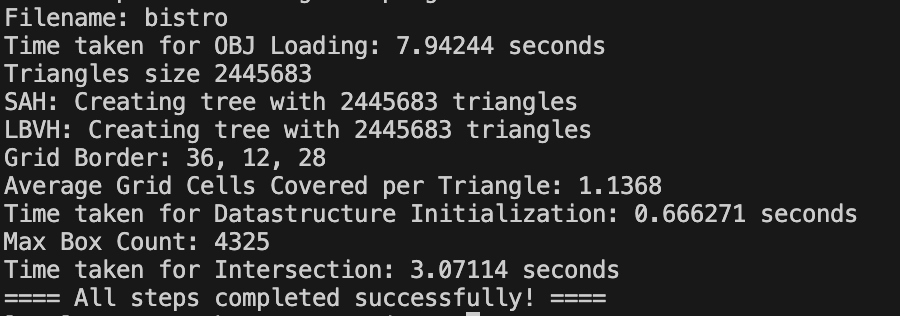 Filename: bistro
Time taken for OBJ Loading: 7.94244 seconds
Triangles size 2445683
SAH: Creating tree with 2445683 triangles
LBVH: Creating tree with 2445683 triangles
Grid Border: 36, 12, 28
Average Grid Cells Covered per Triangle: 1.1368
Time taken for Datastructure Initialization: 0.666271 seconds
Max Box Count: 4325
Time taken for Intersection: 3.07114 seconds
==== All steps completed successfully! ====